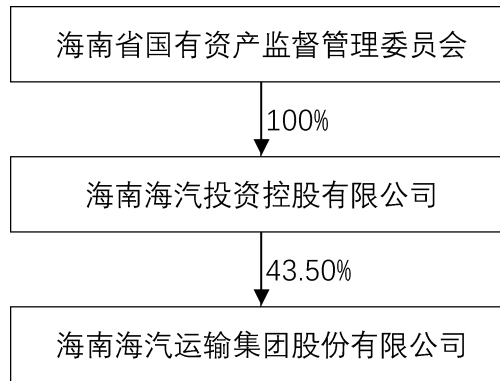 海南省国有资产监督管理委员会
100%
海南海汽投资控股有限公司
43.50%
海南海汽运输集团股份有限公司